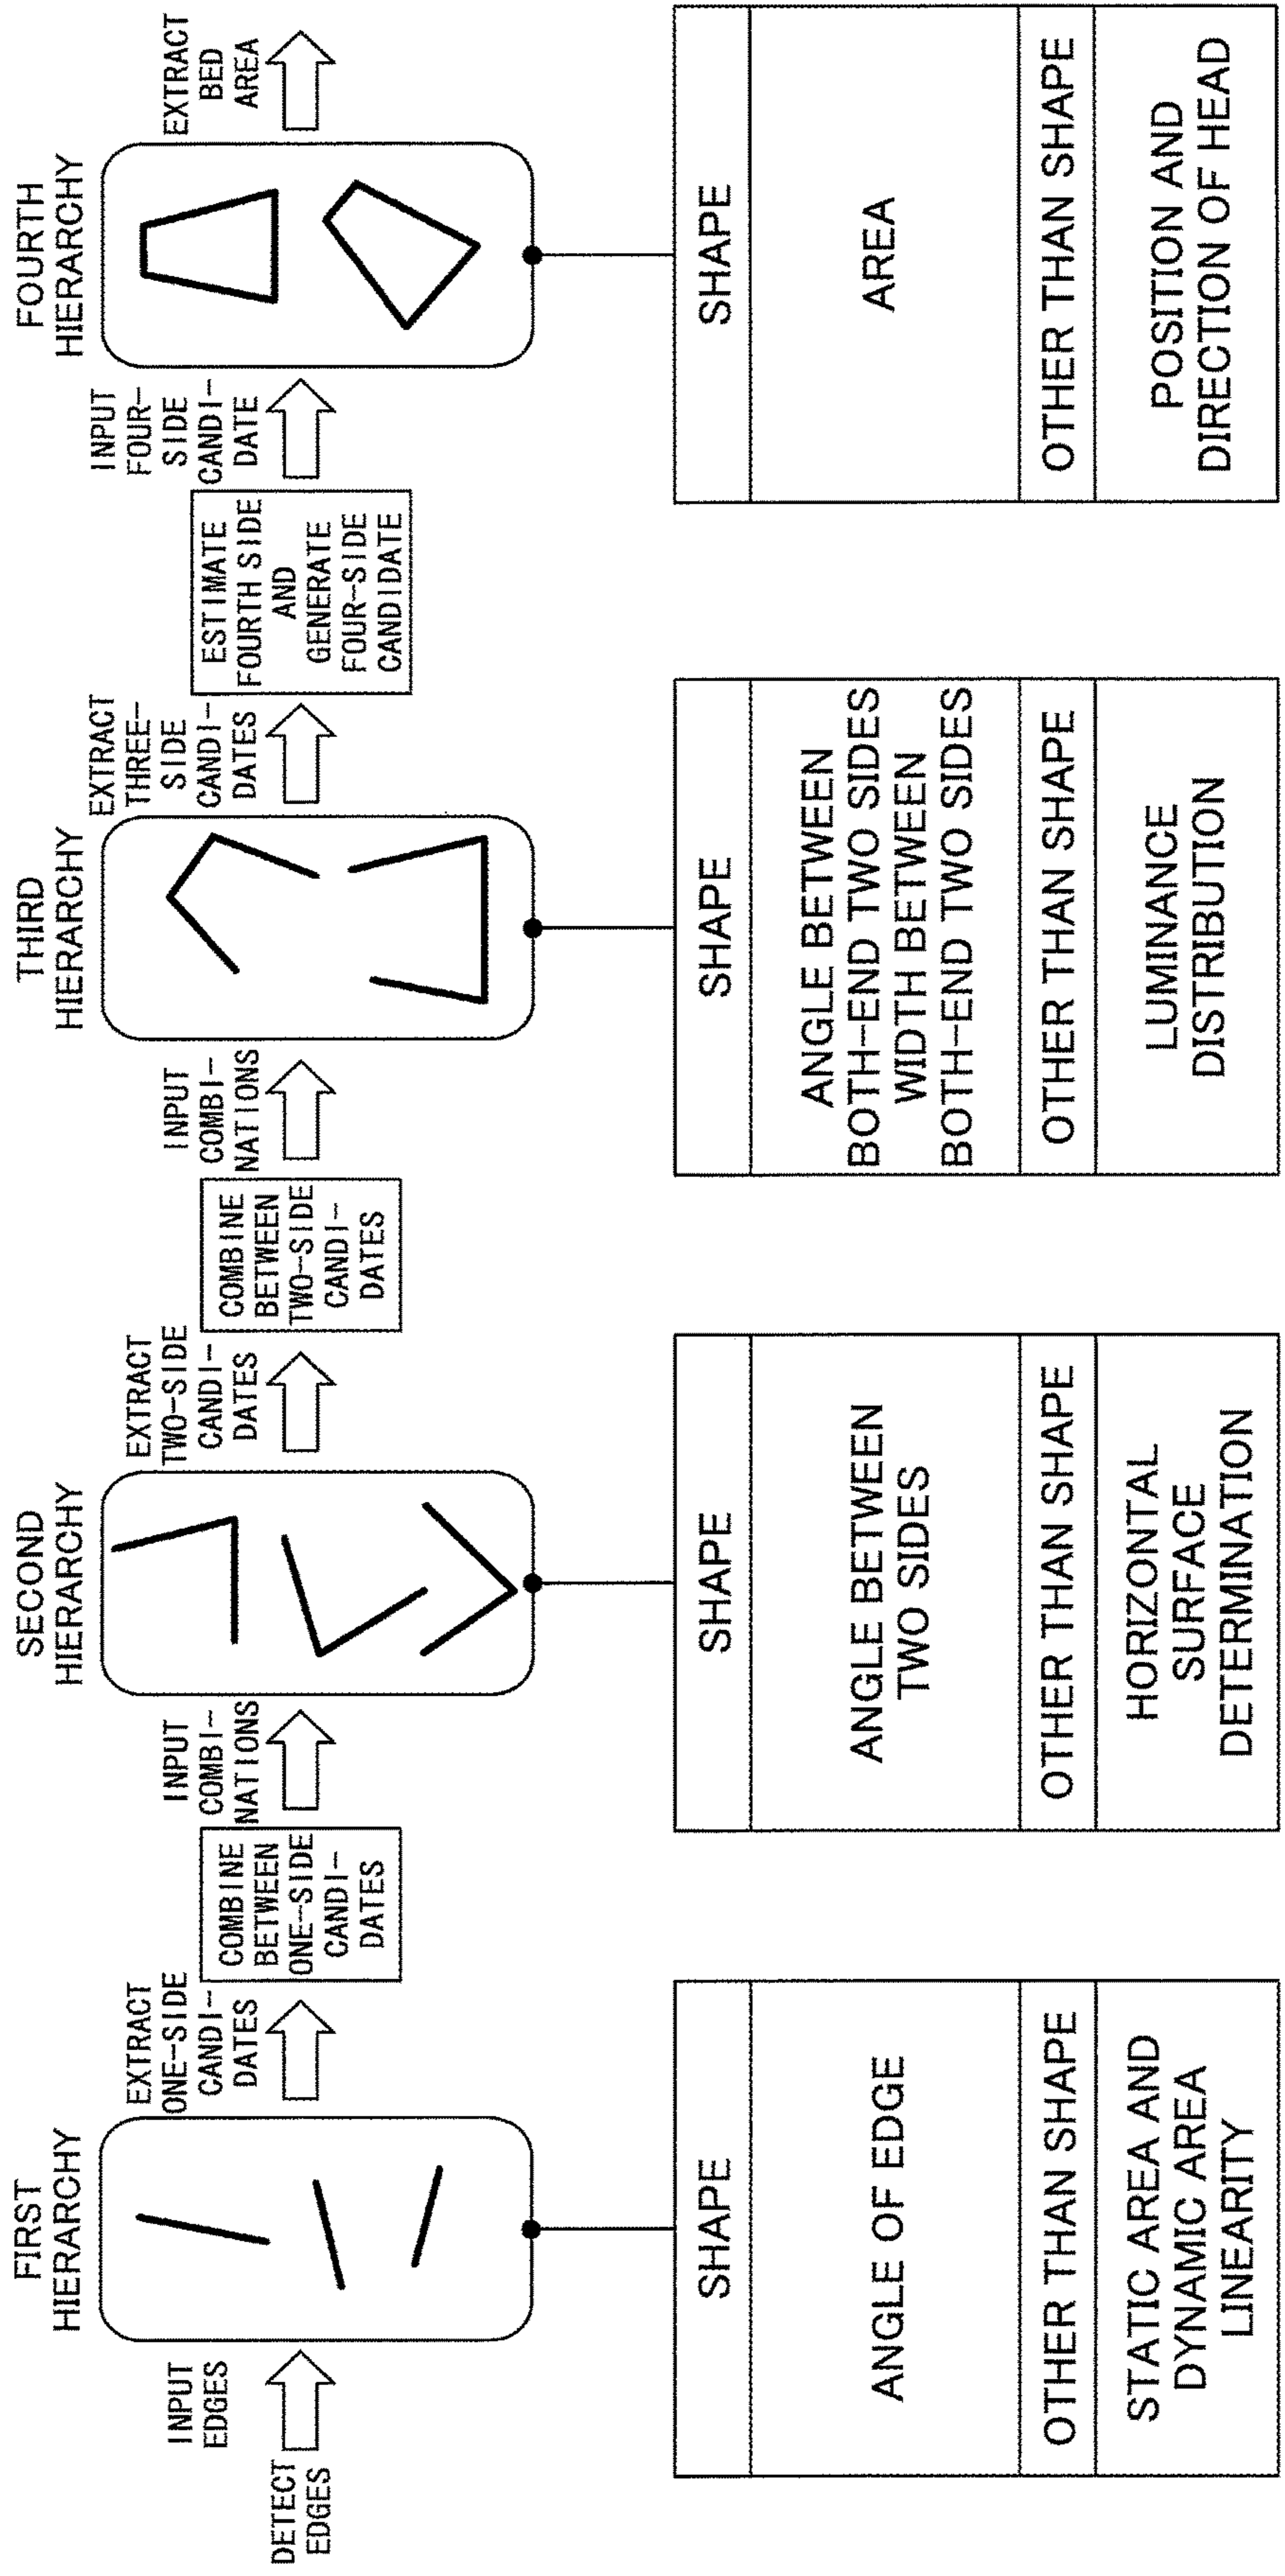 DETECT
EDGES
INPUT
EDGES
FIRST
HIERARCHY
EXTRACT
ONE-SIDE
CANDI-
DATES
COMBINE
BETWEEN
ONE-SIDE
CANDI-
DATES
INPUT
COMBI-
NATIONS
SECOND
HIERARCHY
EXTRACT
TWO-SIDE
CANDI-
DATES
COMBINE
BETWEEN
TWO-SIDE
CANDI-
DATES
INPUT
COMBI-
NATIONS
THIRD
HIERARCHY
EXTRACT
THREE-
SIDE
CANDI-
DATES
ESTIMATE
FOURTH SIDE
AND
GENERATE
FOUR-SIDE
CANDIDATE
INPUT
FOUR-
SIDE
CANDI-
DATE
FOURTH
HIERARCHY
EXTRACT
BED
AREA
SHAPE
ANGLE OF EDGE
OTHER THAN SHAPE
STATIC AREA AND
DYNAMIC AREA
LINEARITY
SHAPE
ANGLE BETWEEN
TWO SIDES
OTHER THAN SHAPE
HORIZONTAL
SURFACE
DETERMINATION
SHAPE
ANGLE BETWEEN
BOTH-END TWO SIDES
WIDTH BETWEEN
BOTH-END TWO SIDES
OTHER THAN SHAPE
LUMINANCE
DISTRIBUTION
SHAPE
AREA
OTHER THAN SHAPE
POSITION AND
DIRECTION OF HEAD